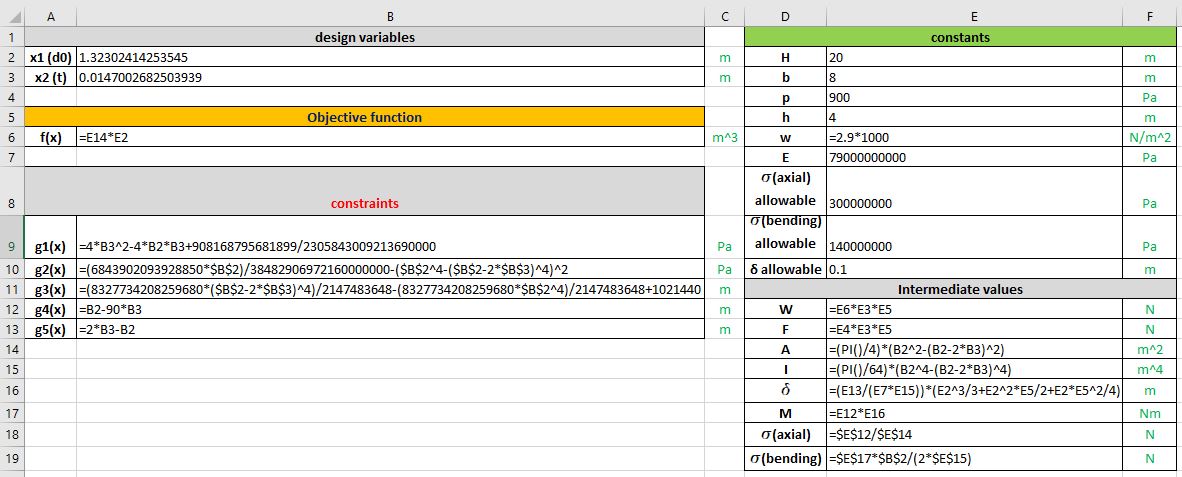 A B C D E F
1 design variables constants
2 x1 (d0) 1.32302414253545 m H 20 m
3 x2 (t) 0.0147002682503939 m b 8 m
4 p 900 Pa
5 Objective function h 4 m
6 f(x) =E14*E2 m^3 w =2.9*1000 N/m^2
7 E 79000000000 Pa
σ(axial)
8 constraints allowable 300000000 Pa
σ(bending)
9 g1(x) =4*B3^2-4*B2*B3+908168795681899/2305843009213690000 Pa allowable 140000000 Pa
10 g2(x) =(6843902093928850*$B$2)/38482906972160000000-($B$2^4-($B$2-2*$B$3)^4)^2 Pa δ allowable 0.1 m
11 g3(x) =(8327734208259680*($B$2-2*$B$3)^4)/2147483648-(8327734208259680*$B$2^4)/2147483648+1021440 m Intermediate values
12 g4(x) =B2-90*B3 m W =E6*E3*E5 N
13 g5(x) =2*B3-B2 m F =E4*E3*E5 N
14 A =(PI()/4)*(B2^2-(B2-2*B3)^2) m^2
15 I =(PI()/64)*(B2^4-(B2-2*B3)^4) m^4
16 δ =(E13/(E7*E15))*(E2^3/3+E2^2*E5/2+E2*E5^2/4) m
17 M =E12*E16 Nm
18 σ(axial) =$E$12/$E$14 N
19 σ(bending) =$E$17*$B$2/(2*$E$15) N